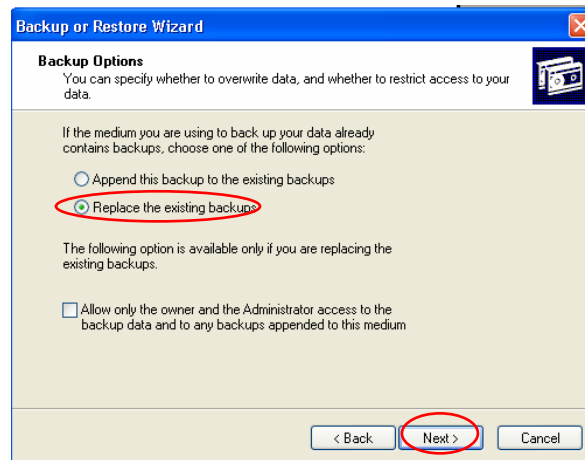 Backup or Restore Wizard
Backup Options
You can specify whether to overwrite data, and whether to restrict access to your
data.
If the medium you are using to back up your data already
contains backups, choose one of the following options:
Append this backup to the existing backups
Replace the existing backups
The following option is available only if you are replacing the
existing backups.
Allow only the owner and the Administrator access to the
backup data and to any backups appended to this medium
< Back Next > Cancel